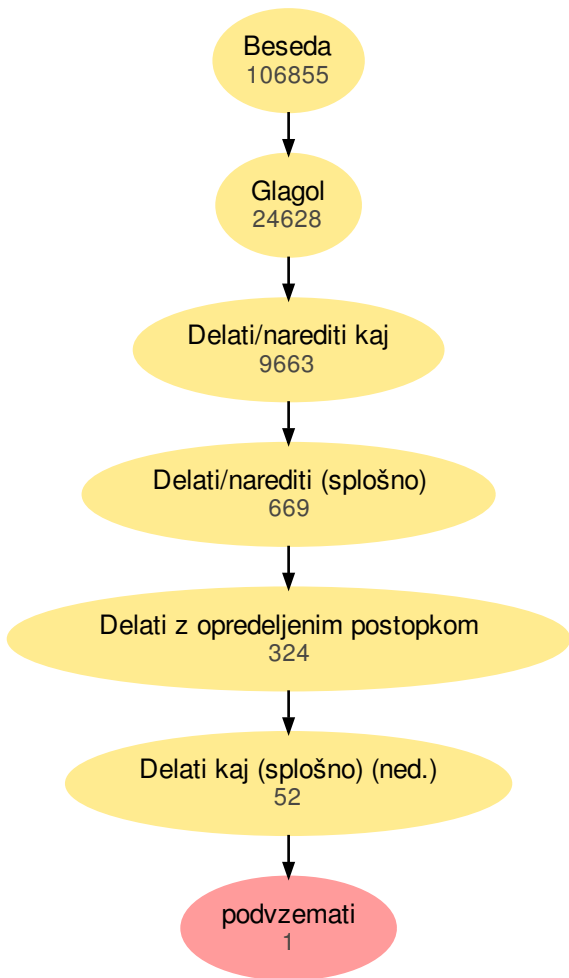 Beseda
106855
Glagol
24628
Delati/narediti kaj
9663
Delati/narediti (splošno)
669
Delati z opredeljenim postopkom
324
Delati kaj (splošno) (ned.)
52
podvzemati
1